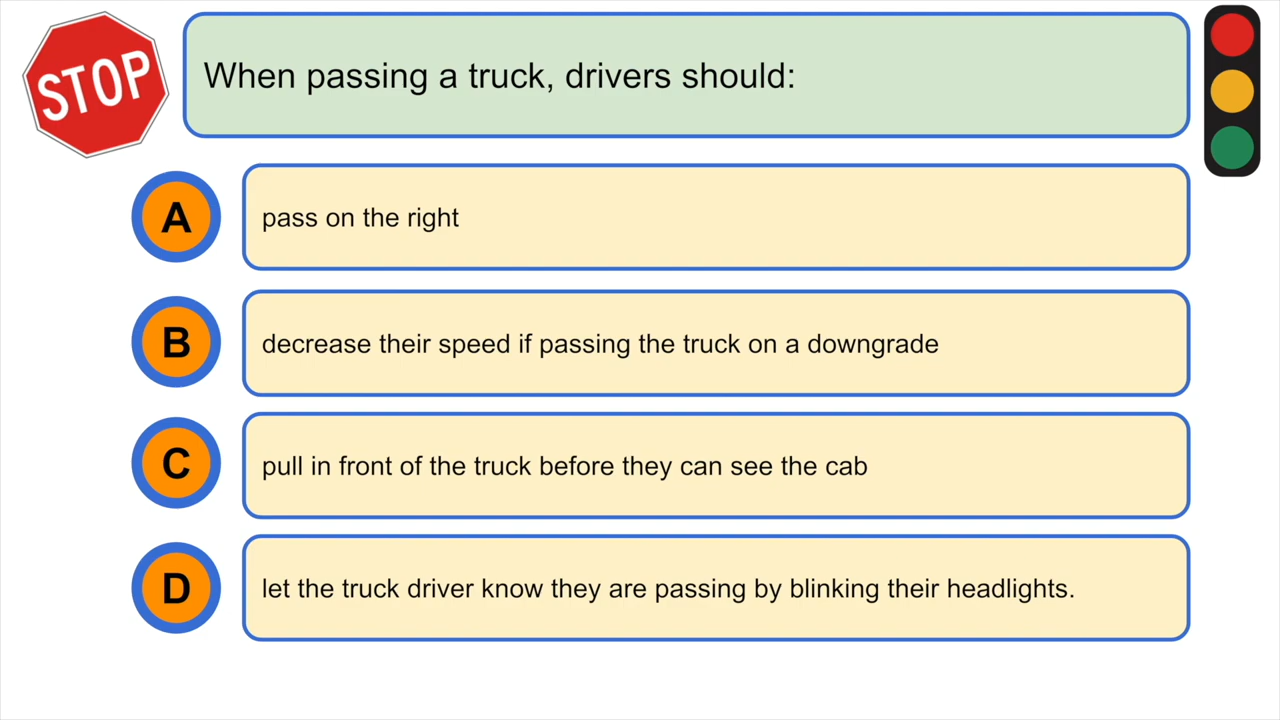 STOP
When passing a truck, drivers should:
A
pass on the right
B
decrease their speed if passing the truck on a downgrade
C
pull in front of the truck before they can see the cab
D
let the truck driver know they are passing by blinking their headlights.